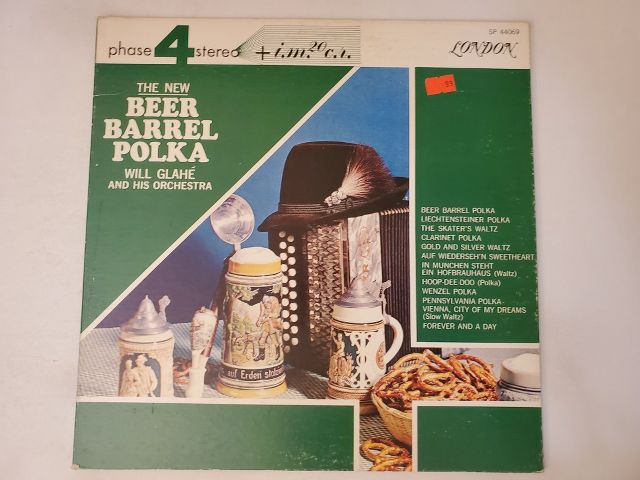 phase 4 stereo + i.m.20 c.r.
SP 44069
LONDON
THE NEW
BEER
BARREL
POLKA
WILL GLAHÉ
AND HIS ORCHESTRA
BEER BARREL POLKA
LIECHTENSTEINER POLKA
THE SKATER'S WALTZ
CLARINET POLKA
GOLD AND SILVER WALTZ
AUF WIEDERSEH'N SWEETHEART
IN MUNCHEN STEHT
EIN HOFBRAUHAUS (Waltz)
HOOP-DEE-DOO (Polka)
WENZEL POLKA
PENNSYLVANIA POLKA
VIENNA, CITY OF MY DREAMS
(Slow Waltz)
FOREVER AND A DAY
auf Erden